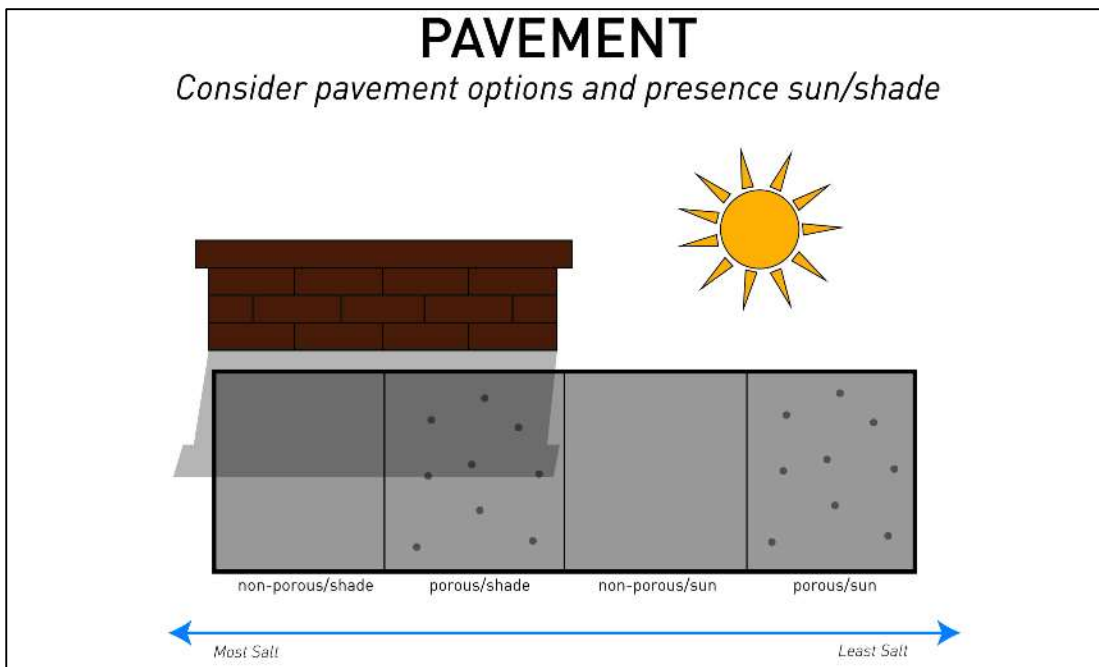 PAVEMENT
Consider pavement options and presence sun/shade
non-porous/shade porous/shade non-porous/sun porous/sun
Most Salt Least Salt